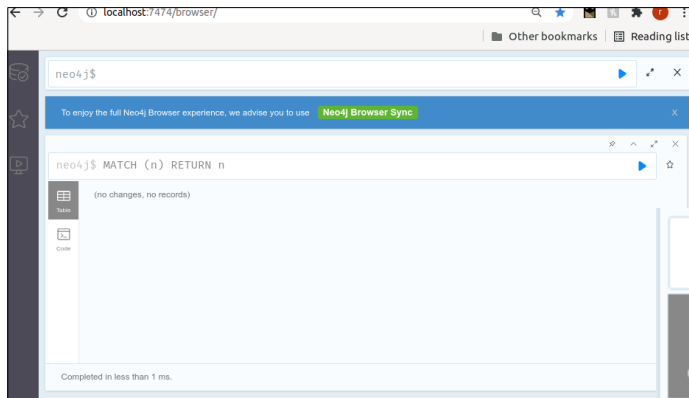 localhost:7474/browser/
Other bookmarks
Reading list
neo4j$
To enjoy the full Neo4j Browser experience, we advise you to use Neo4j Browser Sync
neo4j$ MATCH (n) RETURN n
(no changes, no records)
Table
Code
Completed in less than 1 ms.